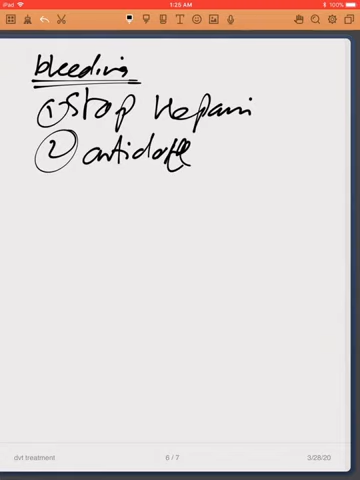 iPad
1:25 AM
100%
bleeding
① Stop Heparin
② antidote
dvt treatment
6 / 7
3/28/20